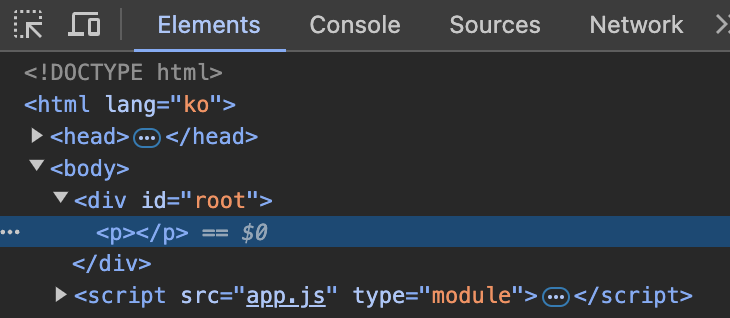 Elements Console Sources Network
<!DOCTYPE html>
<html lang="ko">
<head>…</head>
<body>
<div id="root">
… <p></p> == $0
</div>
<script src="app.js" type="module">…</script>